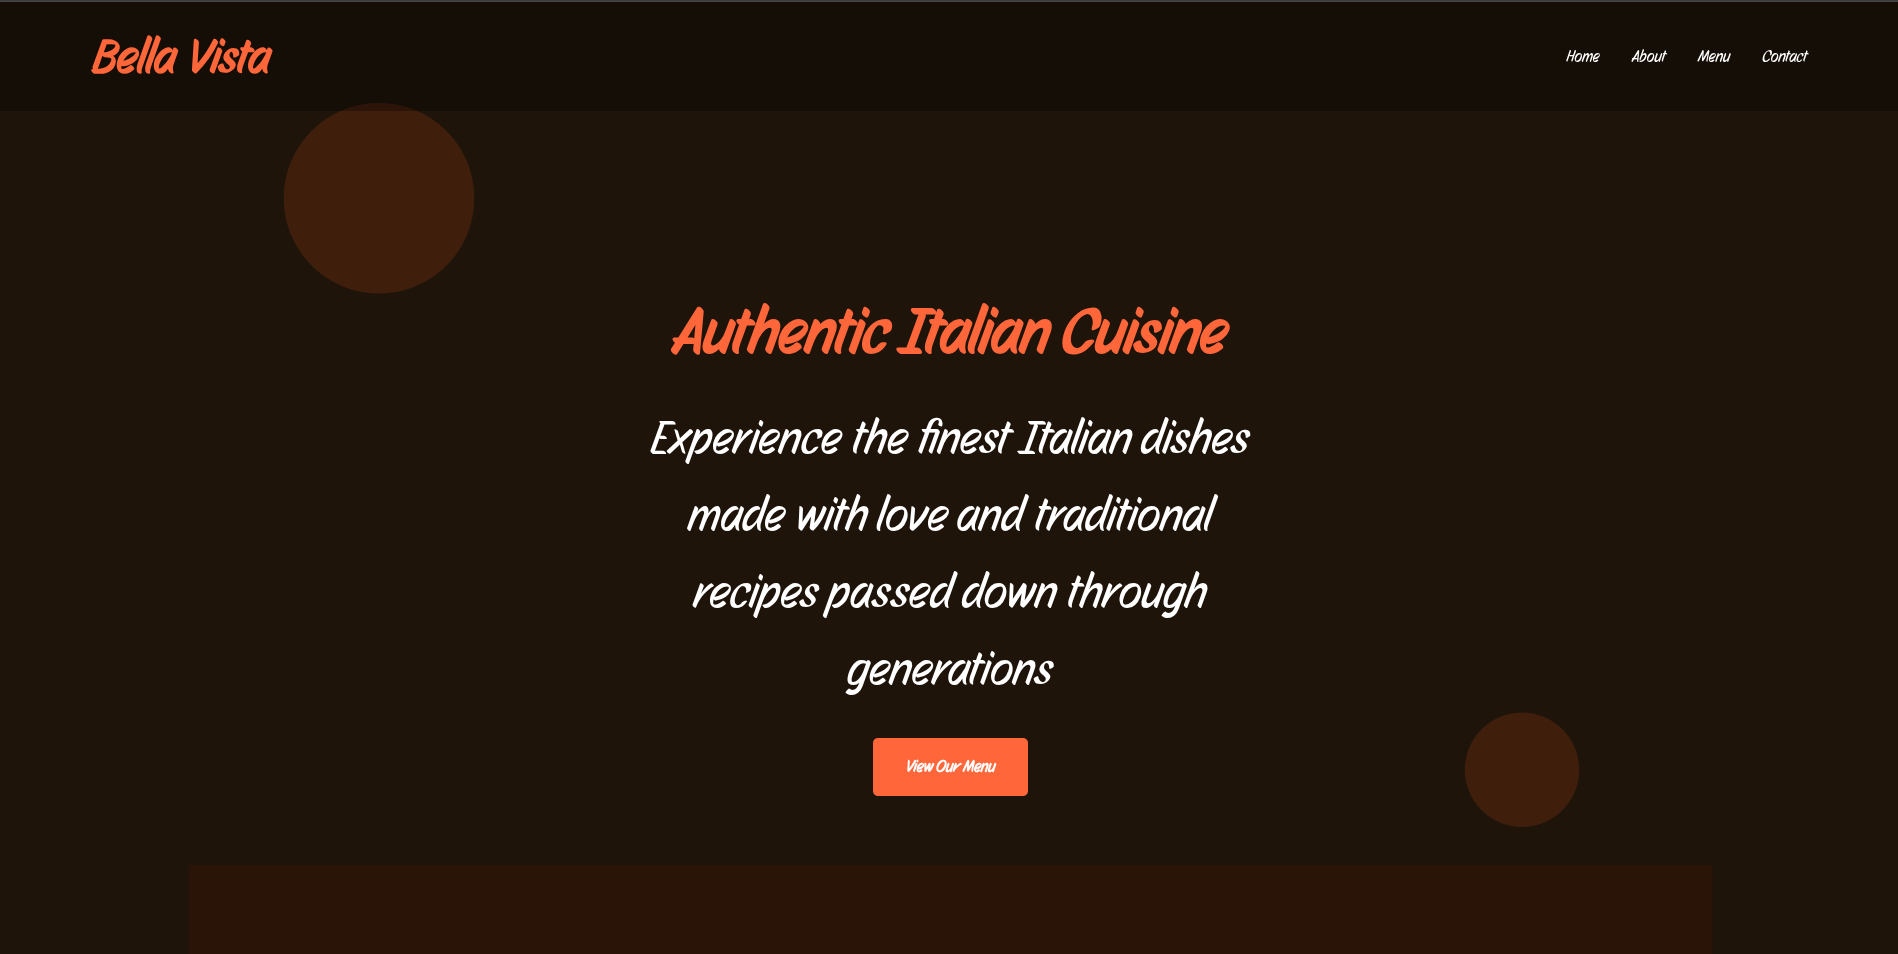 Bella Vista
Home About Menu Contact
Authentic Italian Cuisine
Experience the finest Italian dishes
made with love and traditional
recipes passed down through
generations
View Our Menu